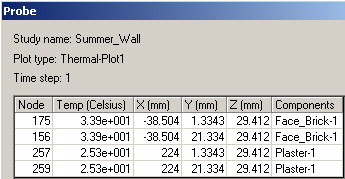 Probe
Study name: Summer_Wall
Plot type: Thermal-Plot1
Time step: 1
Node Temp (Celsius) X (mm) Y (mm) Z (mm) Components
175 3.39e+001 -38.504 1.3343 29.412 Face_Brick-1
156 3.39e+001 -38.504 21.334 29.412 Face_Brick-1
257 2.53e+001 224 1.3343 29.412 Plaster-1
259 2.53e+001 224 21.334 29.412 Plaster-1